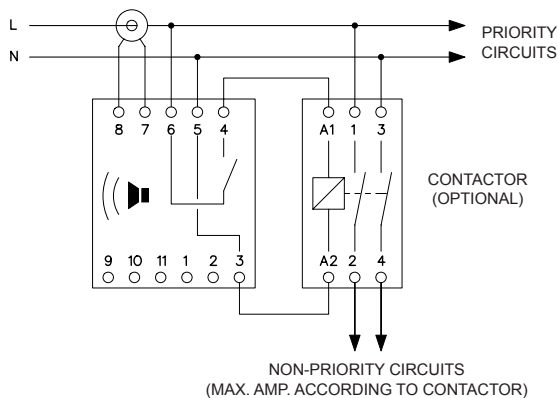 L
PRIORITY
CIRCUITS
N
8 7 6 5 4
A1 1 3
CONTACTOR
(OPTIONAL)
9 10 11 1 2 3
A2 2 4
NON-PRIORITY CIRCUITS
(MAX. AMP. ACCORDING TO CONTACTOR)